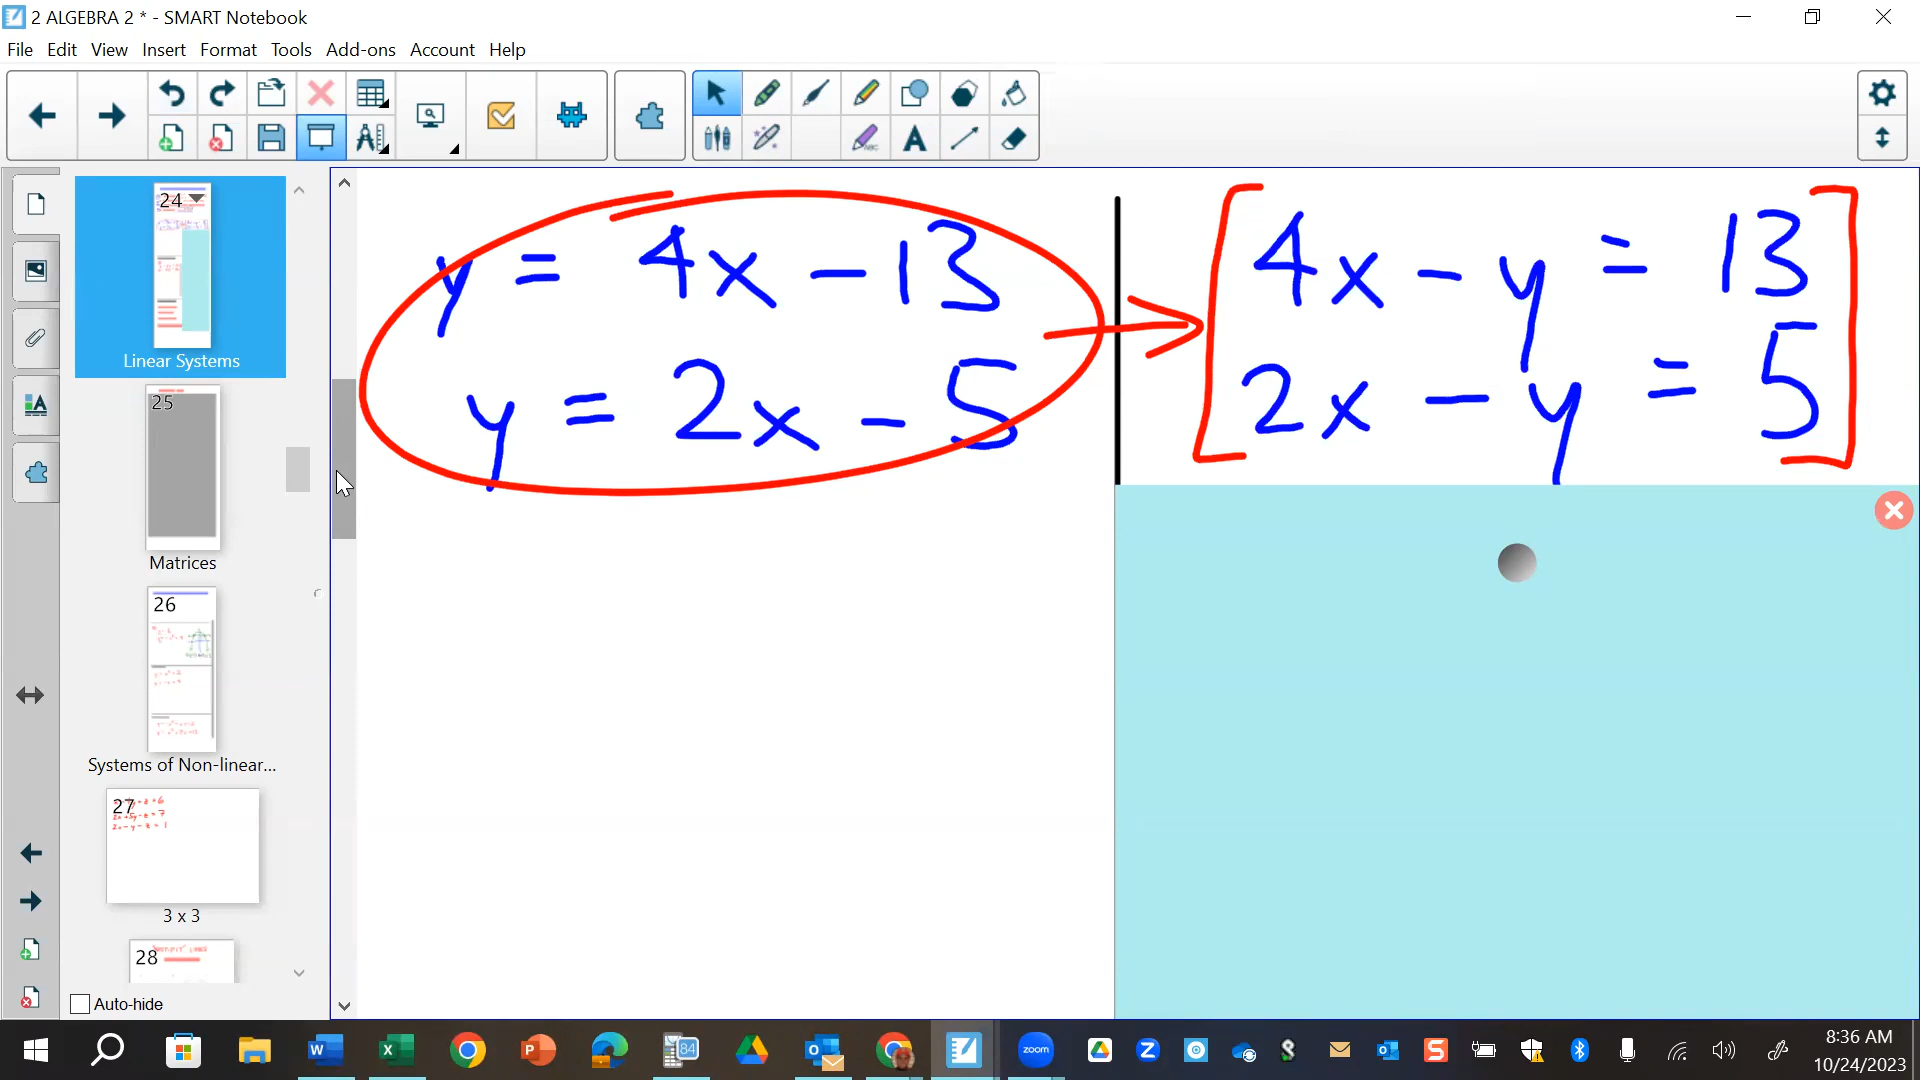 2 ALGEBRA 2 * - SMART Notebook
File Edit View Insert Format Tools Add-ons Account Help
24
Linear Systems
25
Matrices
26
Systems of Non-linear...
27
3 x 3
28
Auto-hide
y = 4x - 13
y = 2x - 5
4x - y = 13
2x - y = 5
zoom
84
8:36 AM
10/24/2023